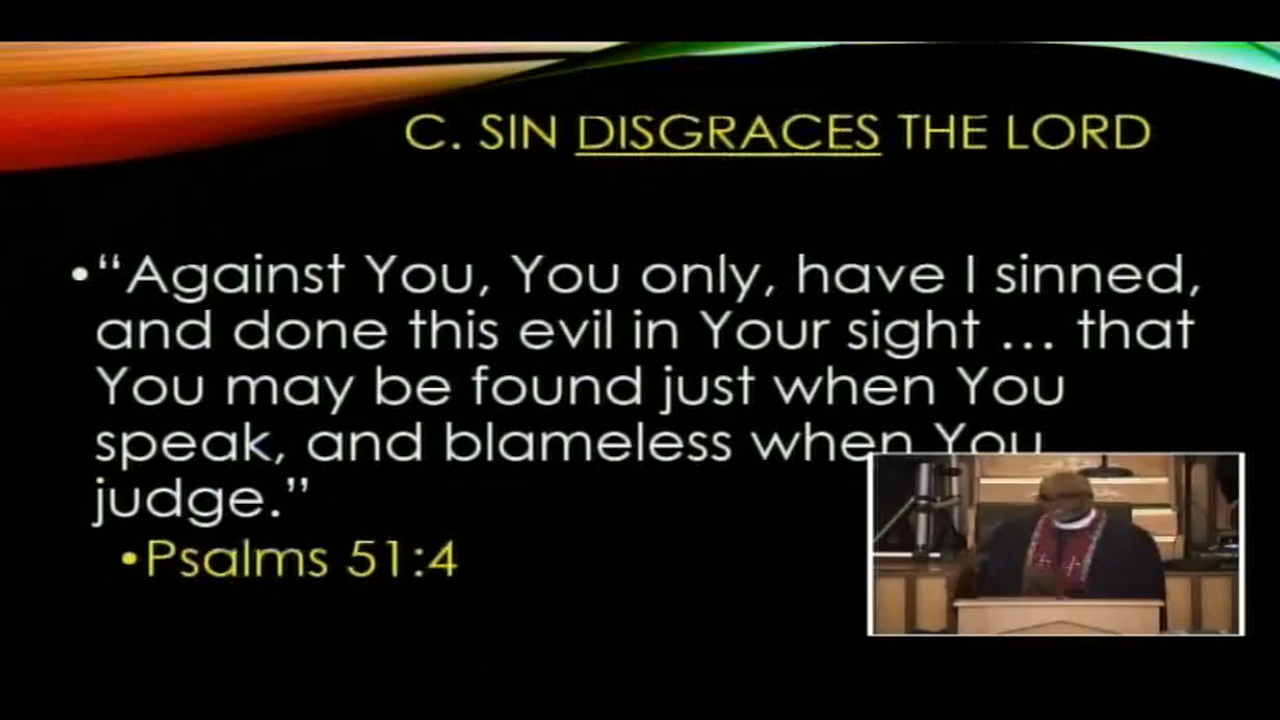 C. SIN DISGRACES THE LORD
•“Against You, You only, have I sinned,
and done this evil in Your sight … that
You may be found just when You
speak, and blameless when You
judge.”
•Psalms 51:4